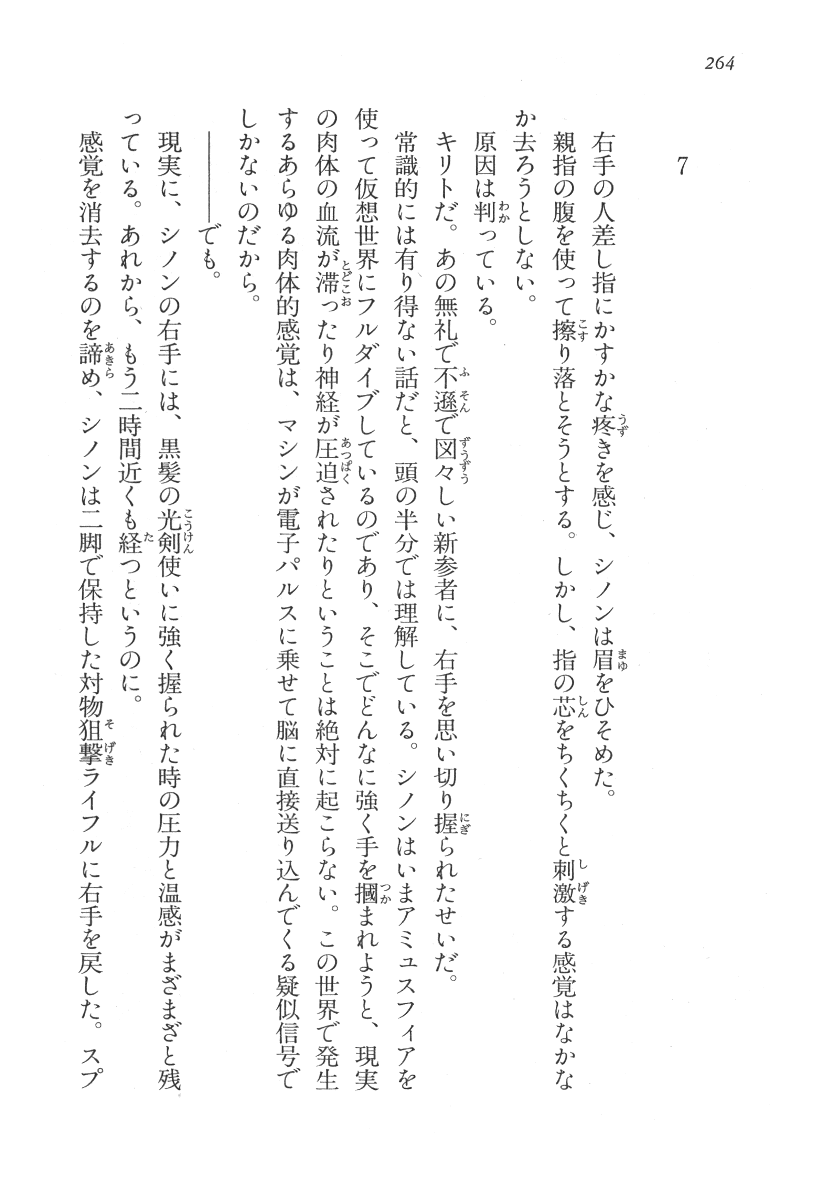 264
7
右手の人差し指にかすかな疼きを感じ、シノンは眉をひそめた。
親指の腹を使って擦り落とそうとする。しかし、指の芯をちくちくと刺激する感覚はなかな
か去ろうとしない。
原因は判っている。
キリトだ。あの無礼で不遜で図々しい新参者に、右手を思い切り握られたせいだ。
常識的には有り得ない話だと、頭の半分では理解している。シノンはいまアミュスフィアを
使って仮想世界にフルダイブしているのであり、そこでどんなに強く手を摑まれようと、現実
の肉体の血流が滞ったり神経が圧迫されたりということは絶対に起こらない。この世界で発生
するあらゆる肉体的感覚は、マシンが電子パルスに乗せて脳に直接送り込んでくる疑似信号で
しかないのだから。
――――でも。
現実に、シノンの右手には、黒髪の光剣使いに強く握られた時の圧力と温感がまざまざと残
っている。あれから、もう二時間近くも経つというのに。
感覚を消去するのを諦め、シノンは二脚で保持した対物狙撃ライフルに右手を戻した。スプ